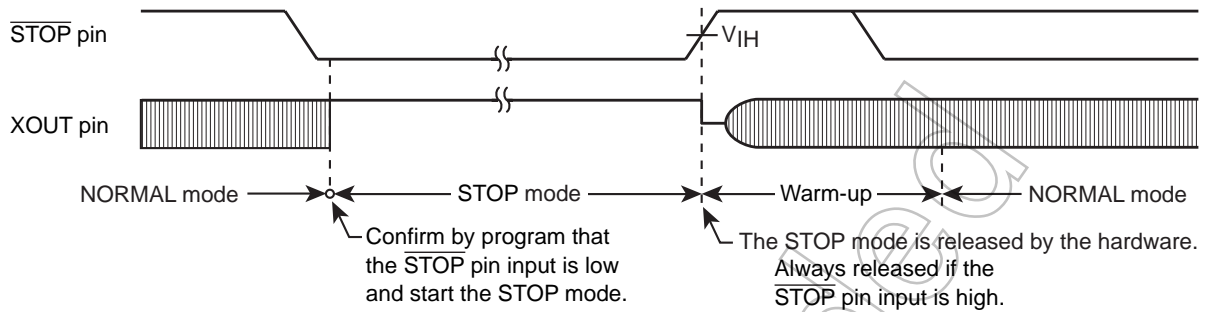 STOP pin
VIH
XOUT pin
NORMAL mode
STOP mode
Warm-up
NORMAL mode
Confirm by program that
the STOP pin input is low
and start the STOP mode.
The STOP mode is released by the hardware.
Always released if the
STOP pin input is high.